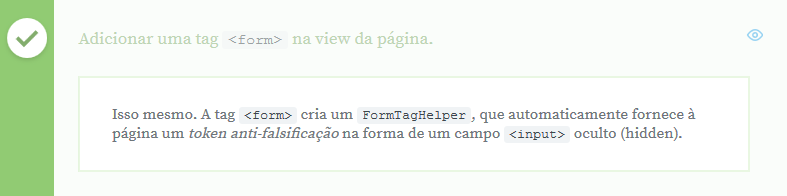 Adicionar uma tag <form> na view da página.
Isso mesmo. A tag <form> cria um FormTagHelper, que automaticamente fornece à
página um token anti-falsificação na forma de um campo <input> oculto (hidden).